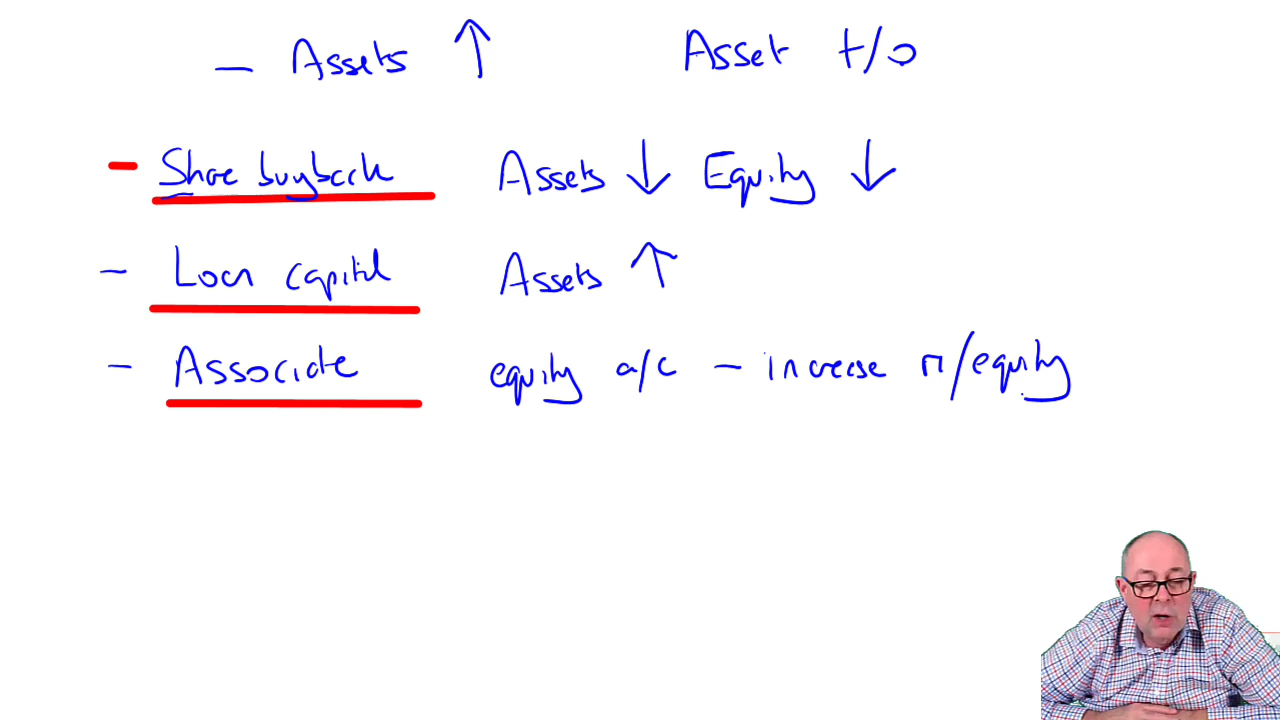 — Assets ↑ Asset t/o
- Share buyback Assets ↓ Equity ↓
- Loan capital Assets ↑
- Associate equity a/c - increase π/equity